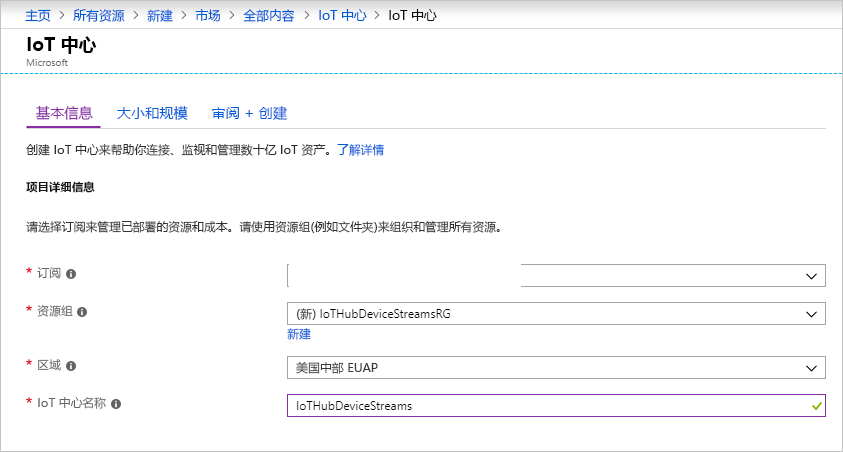 主页 > 所有资源 > 新建 > 市场 > 全部内容 > IoT 中心 > IoT 中心
IoT 中心
Microsoft
基本信息 大小和规模 审阅 + 创建
创建 IoT 中心来帮助你连接、监视和管理数十亿 IoT 资产。了解详情
项目详细信息
请选择订阅来管理已部署的资源和成本。请使用资源组(例如文件夹)来组织和管理所有资源。
* 订阅
* 资源组 (新) IoTHubDeviceStreamsRG
新建
* 区域 美国中部 EUAP
* IoT 中心名称 IoTHubDeviceStreams